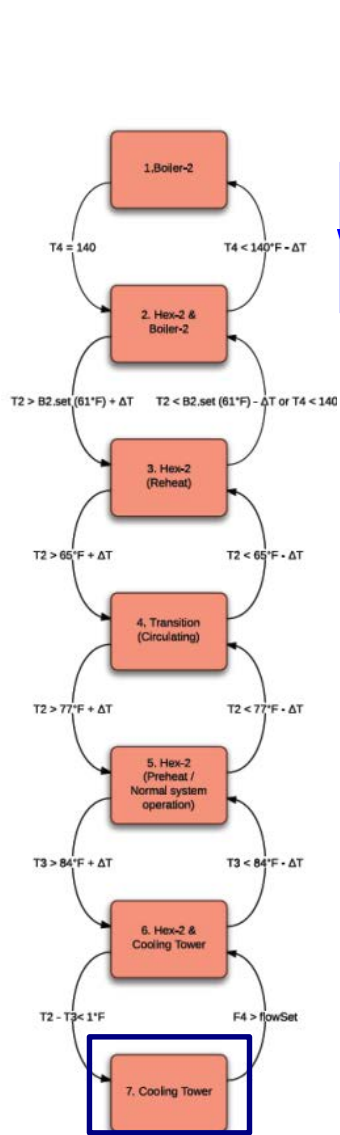 1.Boiler-2
T4 = 140
T4 < 140°F - ΔT
2. Hex-2 &
Boiler-2
T2 > B2.set (61°F) + ΔT
T2 < B2.set (61°F) - ΔT or T4 < 140
3. Hex-2
(Reheat)
T2 > 65°F + ΔT
T2 < 65°F - ΔT
4. Transition
(Circulating)
T2 > 77°F + ΔT
T2 < 77°F - ΔT
5. Hex-2
(Preheat /
Normal system
operation)
T3 > 84°F + ΔT
T3 < 84°F - ΔT
6. Hex-2 &
Cooling Tower
T2 - T3< 1°F
F4 > flowSet
7. Cooling Tower